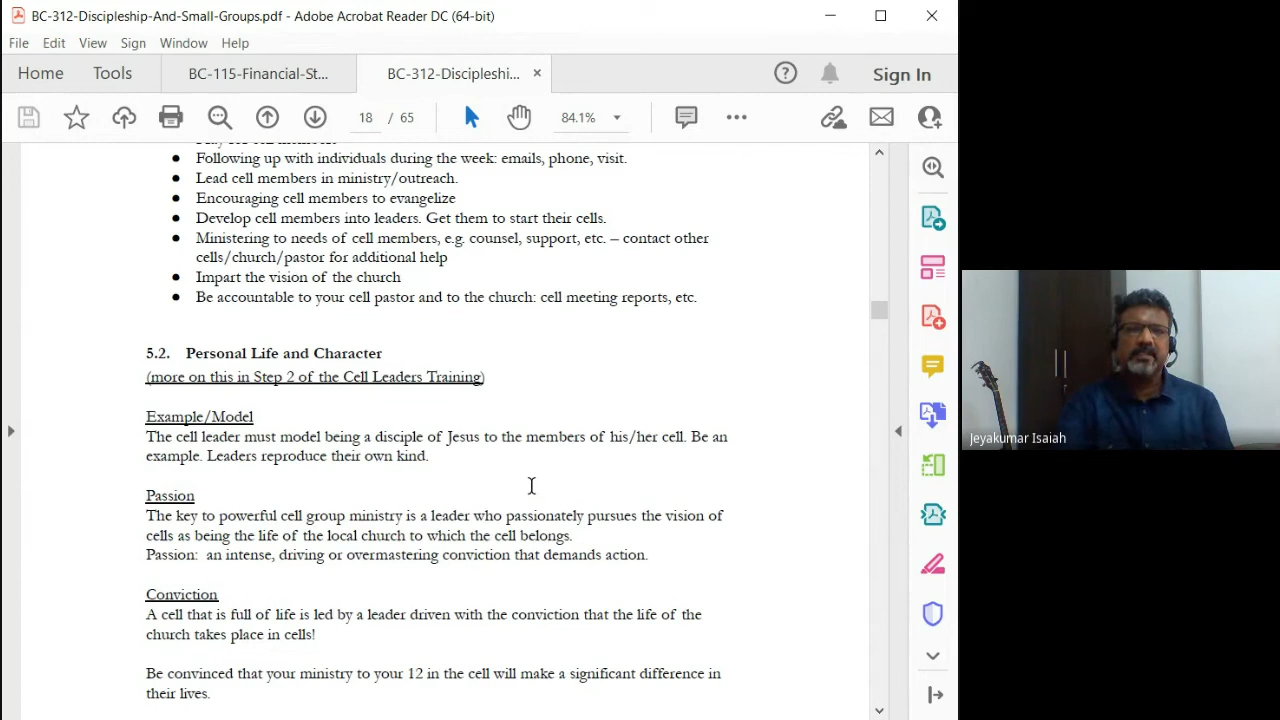 BC-312-Discipleship-And-Small-Groups.pdf - Adobe Acrobat Reader DC (64-bit)
File Edit View Sign Window Help
Home Tools BC-115-Financial-St... BC-312-Discipleshi... ×
Sign In
18 / 65 84.1%
● Following up with individuals during the week: emails, phone, visit.
● Lead cell members in ministry/outreach.
● Encouraging cell members to evangelize
● Develop cell members into leaders. Get them to start their cells.
● Ministering to needs of cell members, e.g. counsel, support, etc. – contact other
cells/church/pastor for additional help
● Impart the vision of the church
● Be accountable to your cell pastor and to the church: cell meeting reports, etc.
5.2. Personal Life and Character
(more on this in Step 2 of the Cell Leaders Training)
Example/Model
The cell leader must model being a disciple of Jesus to the members of his/her cell. Be an
example. Leaders reproduce their own kind.
Passion
The key to powerful cell group ministry is a leader who passionately pursues the vision of
cells as being the life of the local church to which the cell belongs.
Passion: an intense, driving or overmastering conviction that demands action.
Conviction
A cell that is full of life is led by a leader driven with the conviction that the life of the
church takes place in cells!
Be convinced that your ministry to your 12 in the cell will make a significant difference in
their lives.
Jeyakumar Isaiah